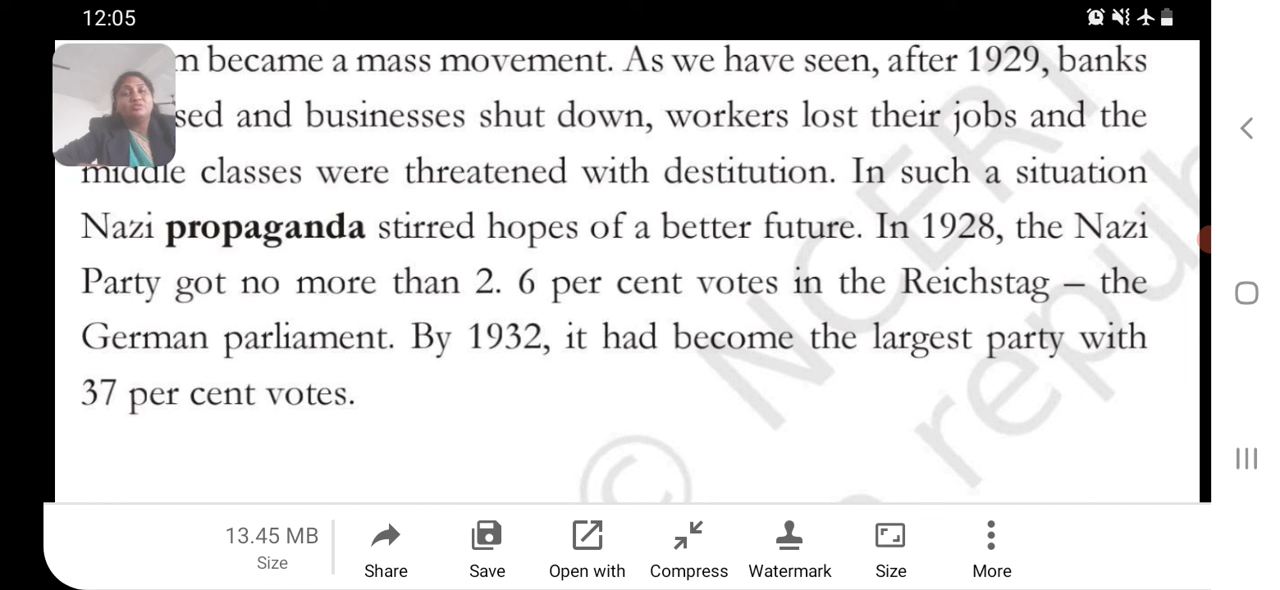 12:05
m became a mass movement. As we have seen, after 1929, banks
sed and businesses shut down, workers lost their jobs and the
middle classes were threatened with destitution. In such a situation
Nazi propaganda stirred hopes of a better future. In 1928, the Nazi
Party got no more than 2. 6 per cent votes in the Reichstag – the
German parliament. By 1932, it had become the largest party with
37 per cent votes.
© NCERT
republ
13.45 MB
Size
Share Save Open with Compress Watermark Size More